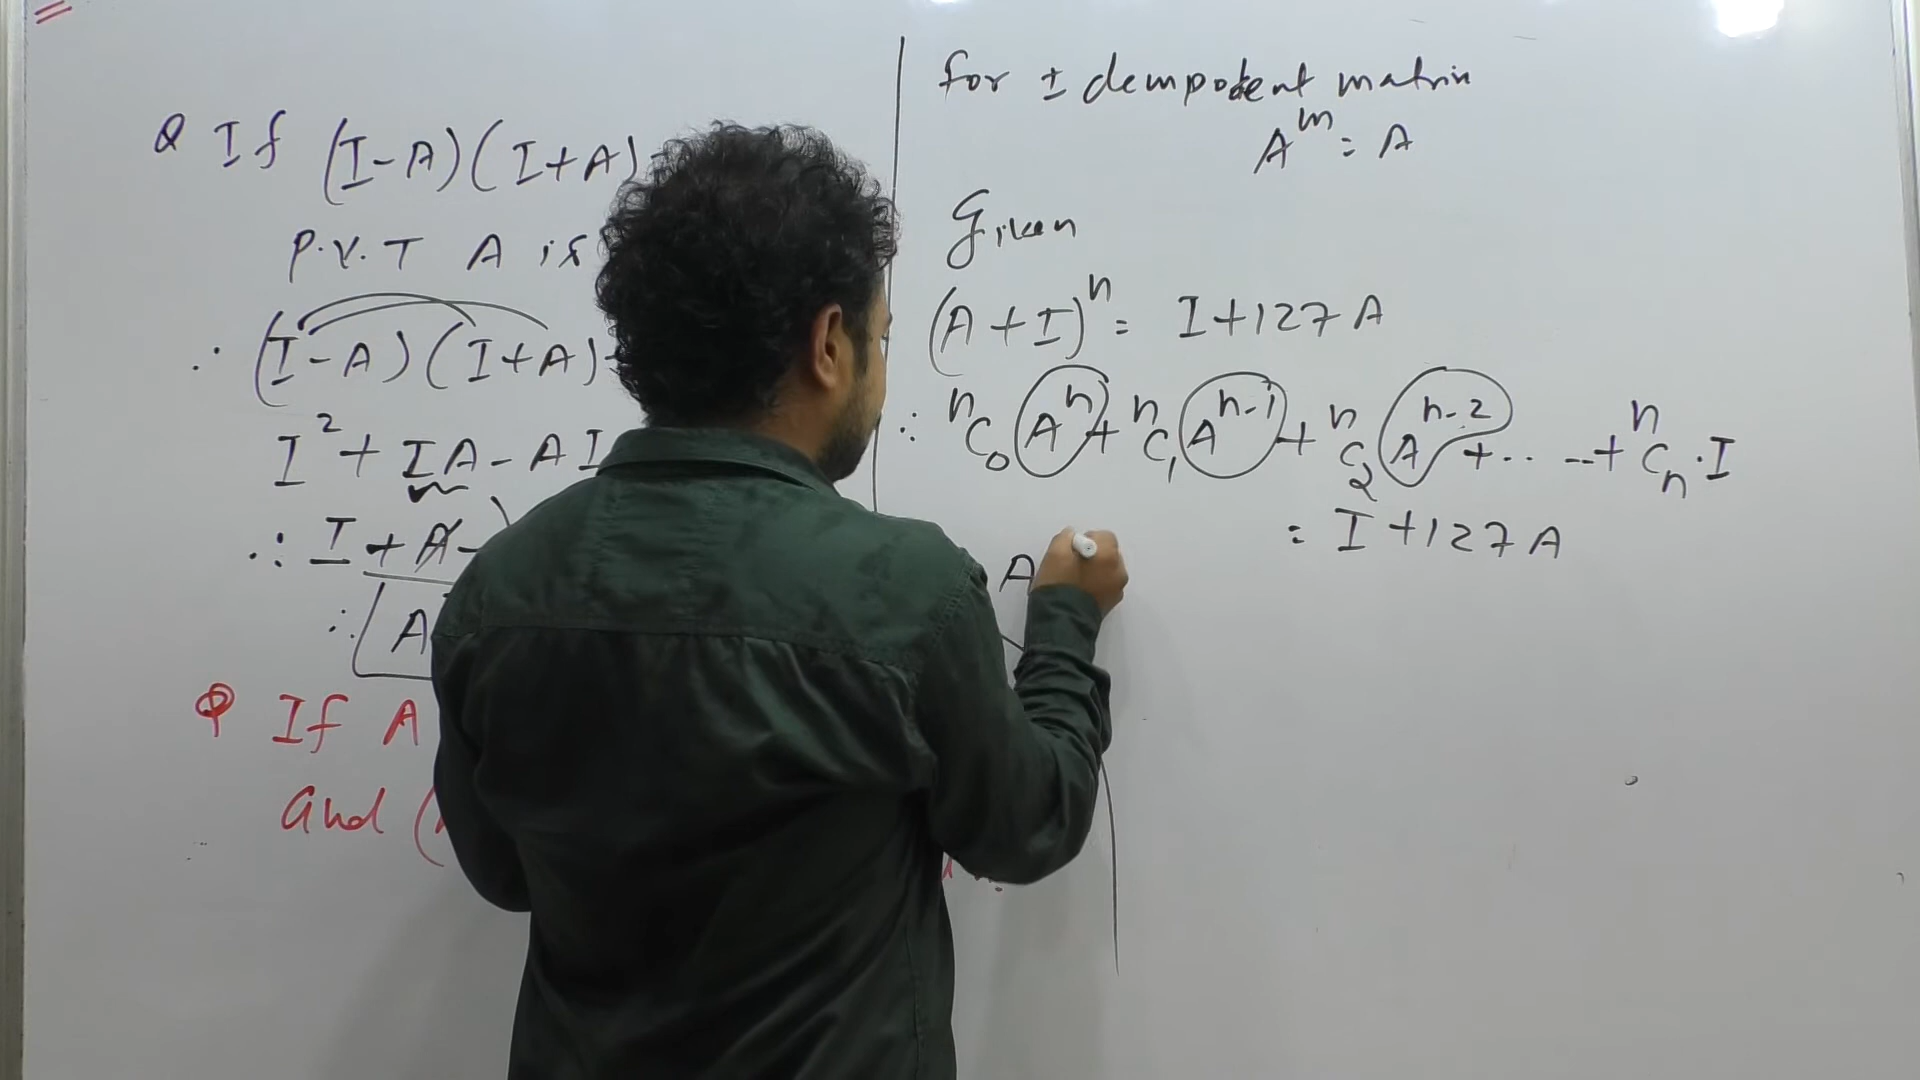 Q If (I-A)(I+A)
P.V.T A is
∴ (I-A)(I+A)
I² + IA - AI
∴ I + A -
∴ A
Q If A
and (
for Idempotent matrix
Aᵐ = A
Given
(A+I)ⁿ = I+127A
∴ ⁿC₀ Aⁿ + ⁿC₁ Aⁿ⁻¹ + ⁿC₂ Aⁿ⁻² + ... + ⁿCₙ·I
= I+127A
A